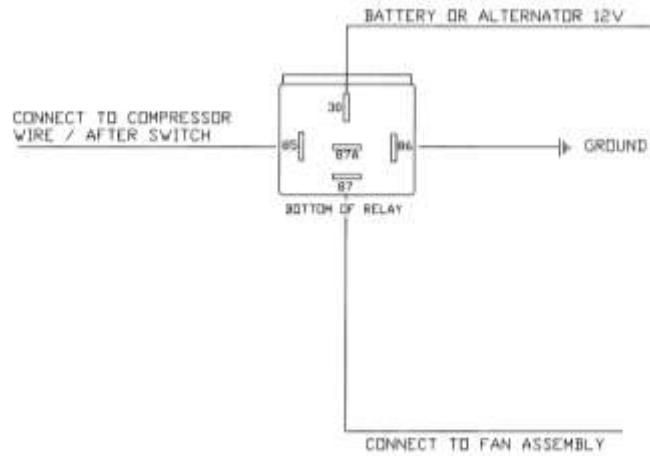 BATTERY OR ALTERNATOR 12V
30
CONNECT TO COMPRESSOR
WIRE / AFTER SWITCH
85
87A
86
GROUND
87
BOTTOM OF RELAY
CONNECT TO FAN ASSEMBLY